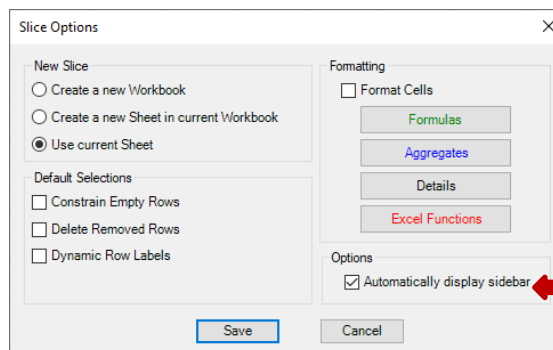 Slice Options
New Slice
Create a new Workbook
Create a new Sheet in current Workbook
Use current Sheet
Default Selections
Constrain Empty Rows
Delete Removed Rows
Dynamic Row Labels
Formatting
Format Cells
Formulas
Aggregates
Details
Excel Functions
Options
Automatically display sidebar
Save
Cancel